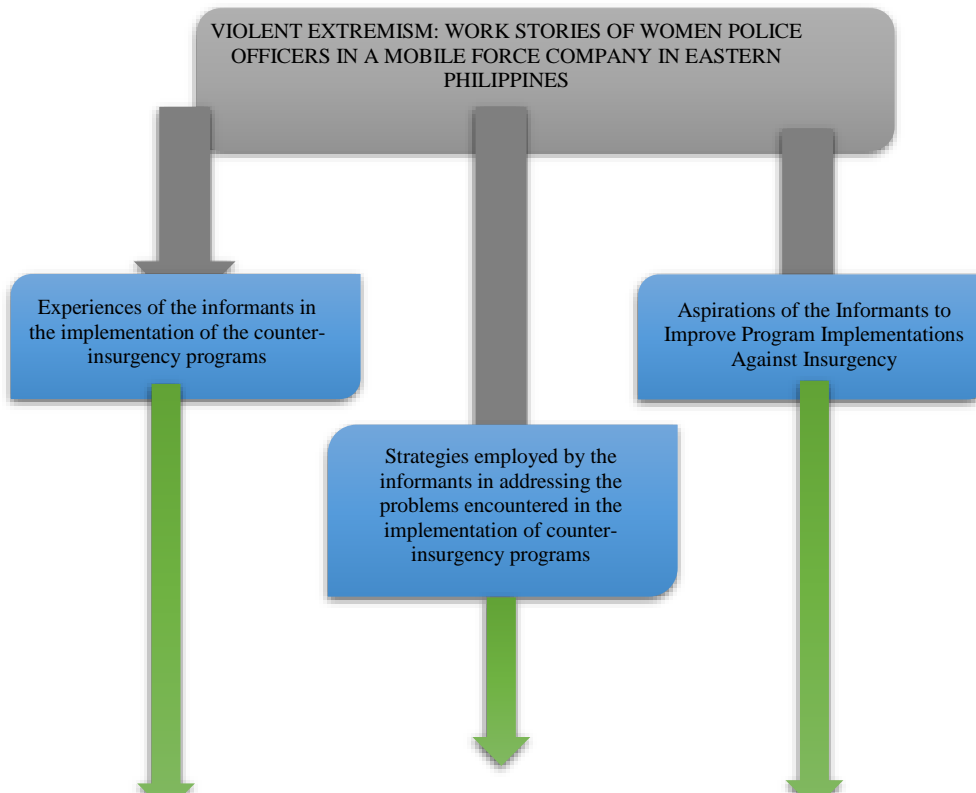 VIOLENT EXTREMISM: WORK STORIES OF WOMEN POLICE
OFFICERS IN A MOBILE FORCE COMPANY IN EASTERN
PHILIPPINES
Experiences of the informants in
the implementation of the counter-
insurgency programs
Aspirations of the Informants to
Improve Program Implementations
Against Insurgency
Strategies employed by the
informants in addressing the
problems encountered in the
implementation of counter-
insurgency programs